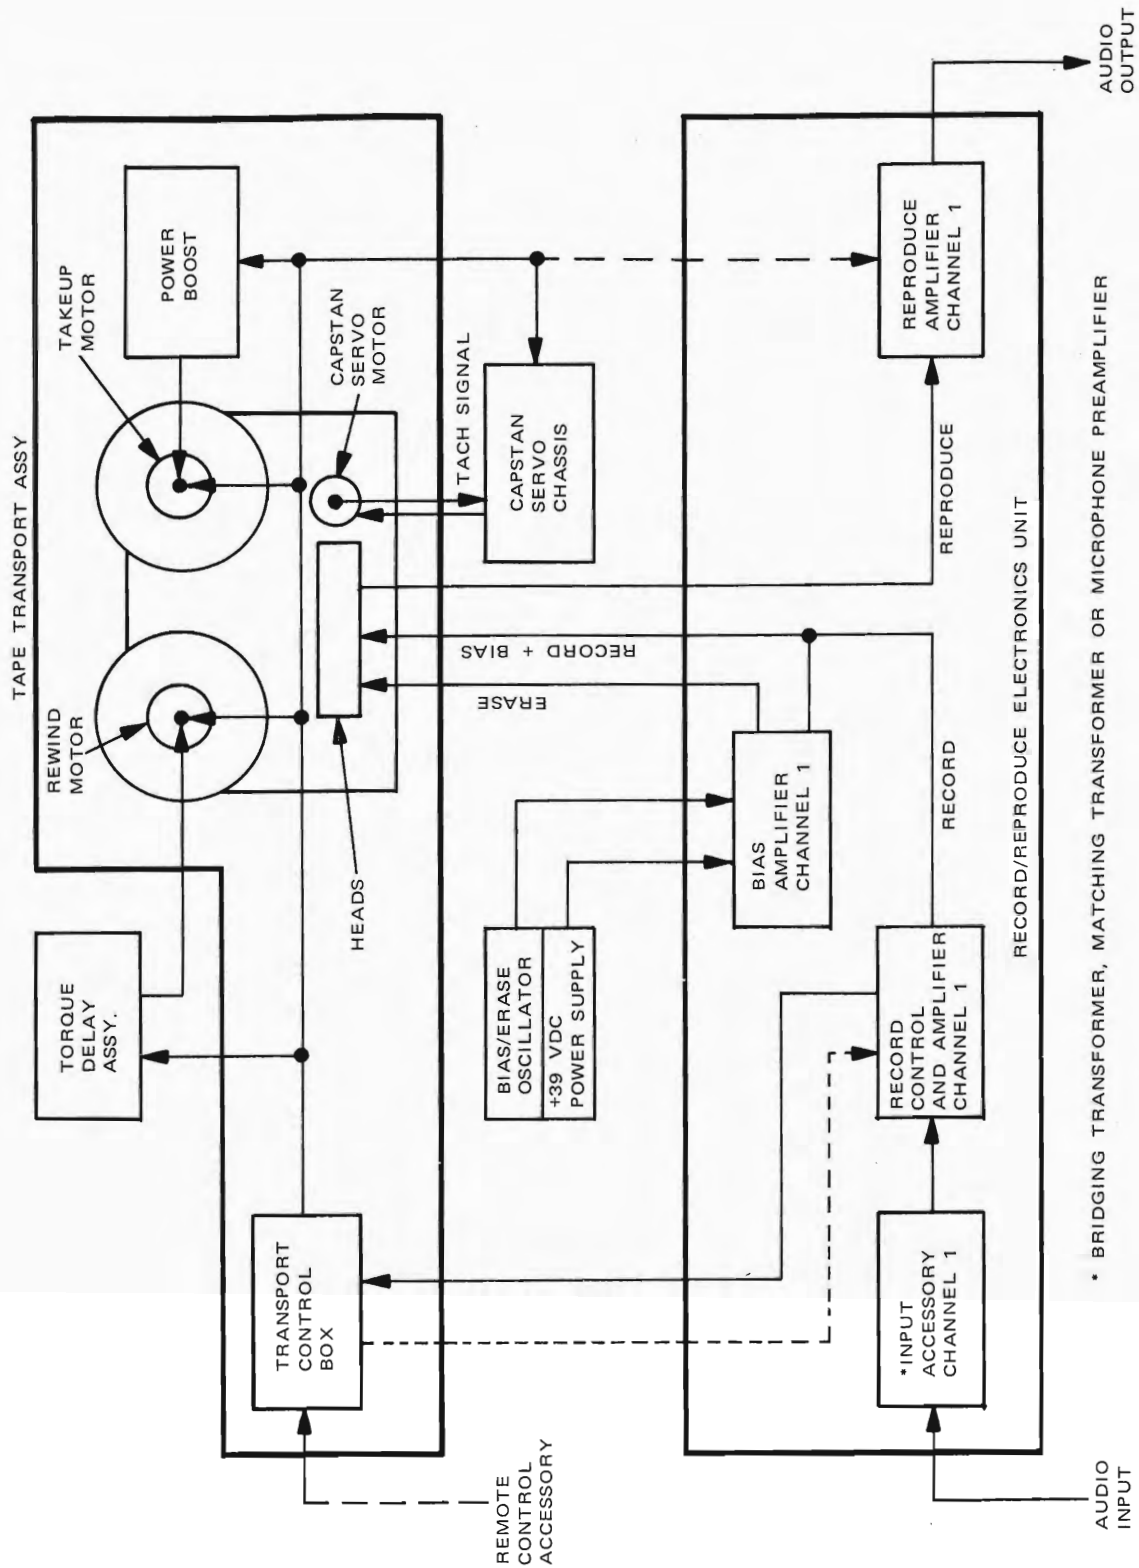 TAPE TRANSPORT ASSY
TORQUE
DELAY
ASSY.
REWIND
MOTOR
TAKEUP
MOTOR
POWER
BOOST
CAPSTAN
SERVO
MOTOR
HEADS
TRANSPORT
CONTROL
BOX
REMOTE
CONTROL
ACCESSORY
TACH SIGNAL
CAPSTAN
SERVO
CHASSIS
BIAS/ERASE
OSCILLATOR
+39 VDC
POWER SUPPLY
ERASE
RECORD + BIAS
BIAS
AMPLIFIER
CHANNEL 1
REPRODUCE
RECORD
*INPUT
ACCESSORY
CHANNEL 1
RECORD
CONTROL
AND AMPLIFIER
CHANNEL 1
REPRODUCE
AMPLIFIER
CHANNEL 1
RECORD/REPRODUCE ELECTRONICS UNIT
AUDIO
INPUT
AUDIO
OUTPUT
* BRIDGING TRANSFORMER, MATCHING TRANSFORMER OR MICROPHONE PREAMPLIFIER